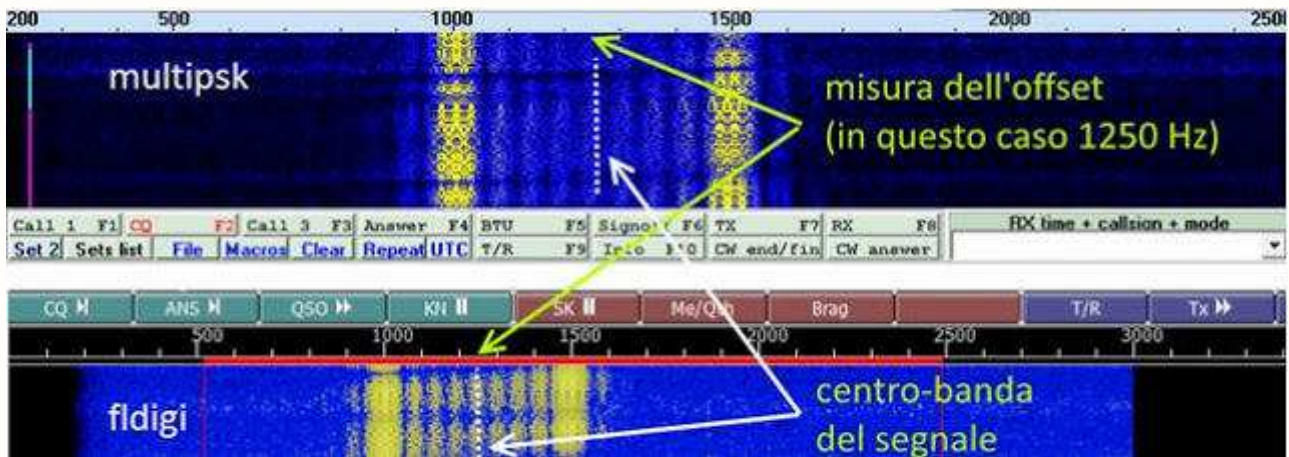 200 500 1000 1500 2000 250
multipsk
misura dell'offset
(in questo caso 1250 Hz)
Call 1 F1 CQ F2 Call 3 F3 Answer F4 BTU F5 F6 TX F7 RX F8 RX time + callsign + mode
Set 2 Sets list File Macros Clear Repeat UTC T/R F9 CW end/fin CW answer
CQ ANS QSO KN SK Brag T/R Tx
500 1000 1500 2000 2500 3000
fldigi
centro-banda
del segnale